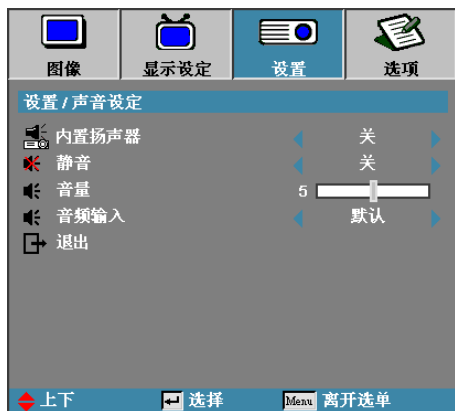 图像 显示设定 设置 选项
设置 / 声音设定
内置扬声器 关
静音 关
音量 5
音频输入 默认
退出
上下 选择 Menu 离开选单